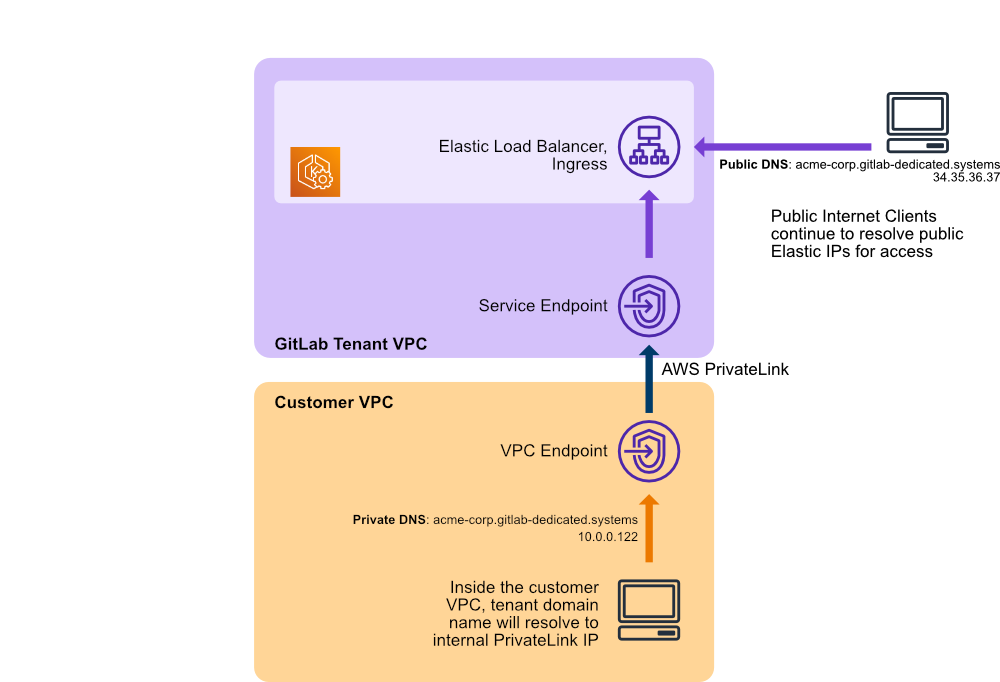 Elastic Load Balancer,
Ingress
Public DNS: acme-corp.gitlab-dedicated.systems
34.35.36.37
Public Internet Clients
continue to resolve public
Elastic IPs for access
Service Endpoint
GitLab Tenant VPC
AWS PrivateLink
Customer VPC
VPC Endpoint
Private DNS: acme-corp.gitlab-dedicated.systems
10.0.0.122
Inside the customer
VPC, tenant domain
name will resolve to
internal PrivateLink IP